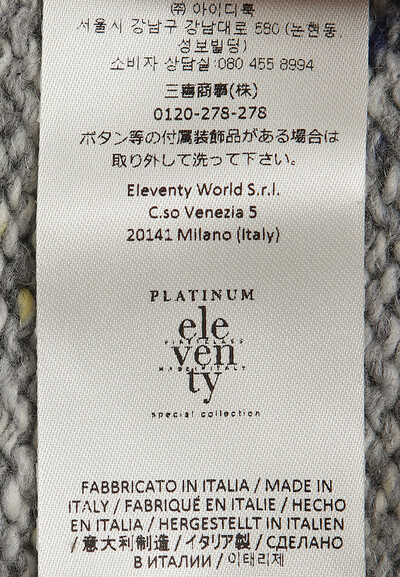 ㈜ 아이디룩
서울시 강남구 강남대로 580 (논현동,
성보빌딩)
소비자 상담실:080 455 8994
三喜商事(株)
0120-278-278
ボタン等の付属装飾品がある場合は
取り外して洗って下さい。
Eleventy World S.r.l.
C.so Venezia 5
20141 Milano (Italy)
PLATINUM
ele
FIRST CLASS
ven
MADE IN ITALY
ty
special collection
FABBRICATO IN ITALIA / MADE IN
ITALY / FABRIQUÉ EN ITALIE / HECHO
EN ITALIA / HERGESTELLT IN ITALIEN
/ 意大利制造 / イタリア製 / СДЕЛАНО
В ИТАЛИИ / 이태리제